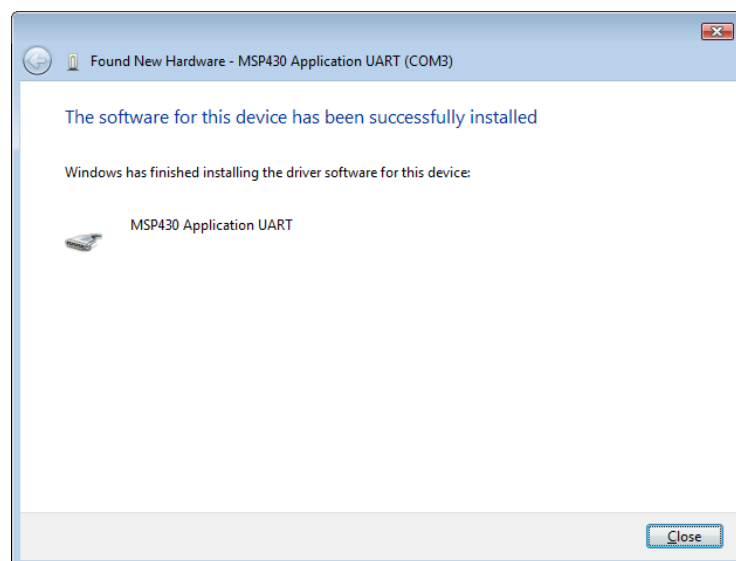 Found New Hardware - MSP430 Application UART (COM3)
The software for this device has been successfully installed
Windows has finished installing the driver software for this device:
MSP430 Application UART
Close